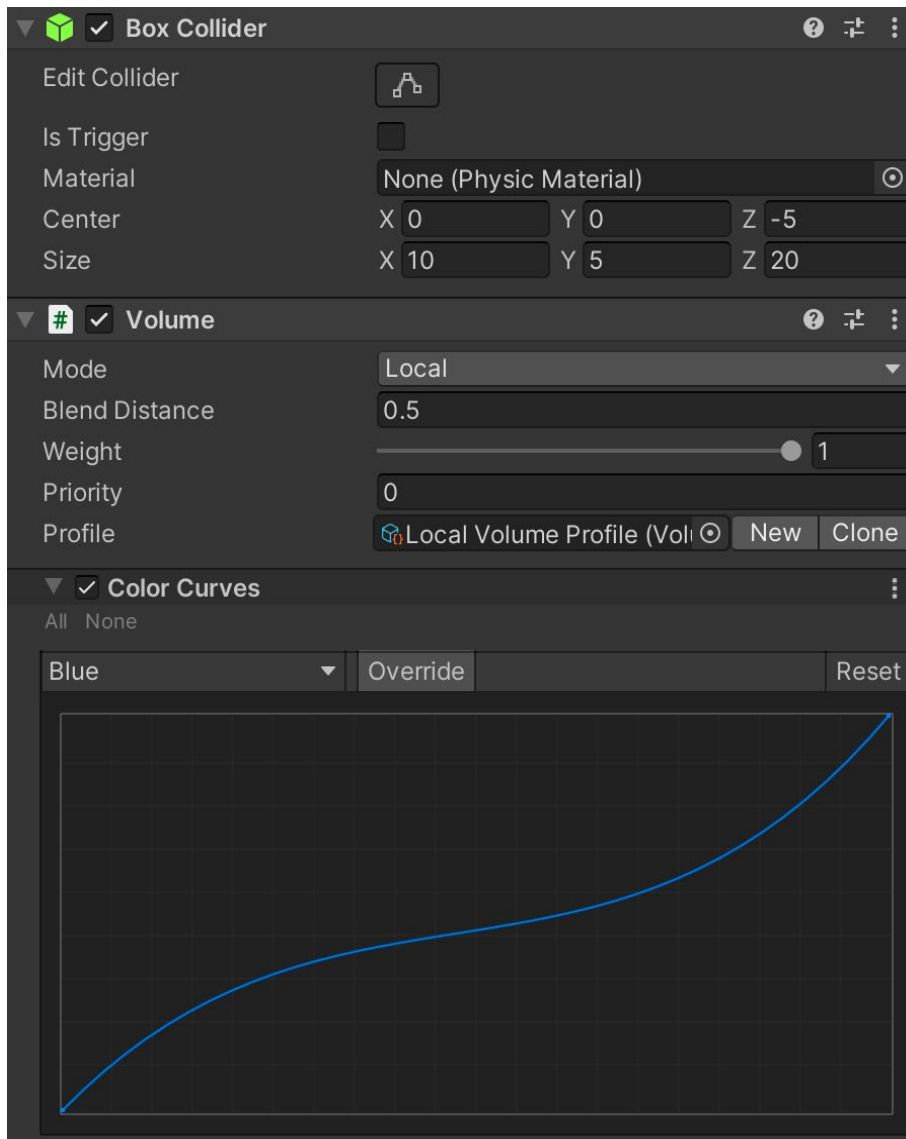 Box Collider
Edit Collider
Is Trigger
Material None (Physic Material)
Center X 0 Y 0 Z -5
Size X 10 Y 5 Z 20
# Volume
Mode Local
Blend Distance 0.5
Weight 1
Priority 0
Profile Local Volume Profile (Vol New Clone
Color Curves
All None
Blue Override Reset